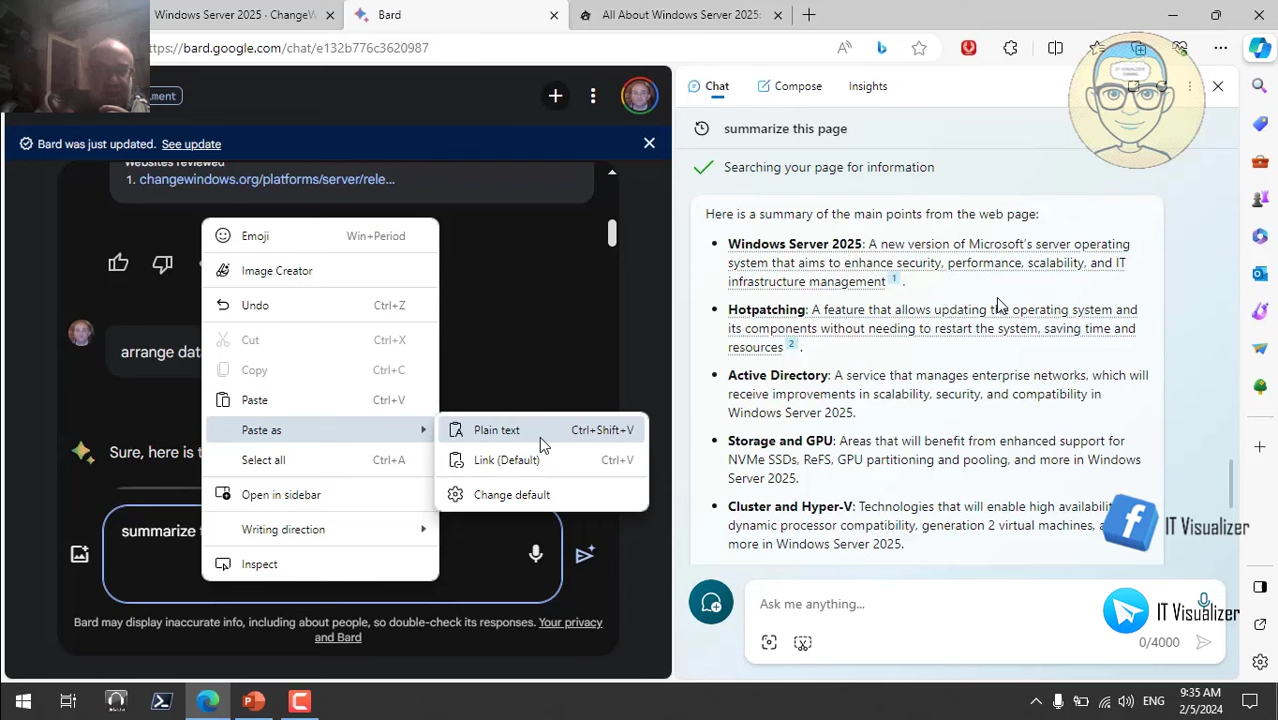 Windows Server 2025 - ChangeW
Bard
All About Windows Server 2025:
ttps://bard.google.com/chat/e132b776c3620987
Bard was just updated. See update
Websites reviewed
1. changewindows.org/platforms/server/rele...
arrange dat
Sure, here is t
summarize
Emoji Win+Period
Image Creator
Undo Ctrl+Z
Cut Ctrl+X
Copy Ctrl+C
Paste Ctrl+V
Paste as
Select all Ctrl+A
Open in sidebar
Writing direction
Inspect
Plain text Ctrl+Shift+V
Link (Default) Ctrl+V
Change default
Bard may display inaccurate info, including about people, so double-check its responses. Your privacy
and Bard
Chat Compose Insights
summarize this page
Searching your page for information
Here is a summary of the main points from the web page:
Windows Server 2025: A new version of Microsoft's server operating
system that aims to enhance security, performance, scalability, and IT
infrastructure management 1 .
Hotpatching: A feature that allows updating the operating system and
its components without needing to restart the system, saving time and
resources 2 .
Active Directory: A service that manages enterprise networks, which will
receive improvements in scalability, security, and compatibility in
Windows Server 2025.
Storage and GPU: Areas that will benefit from enhanced support for
NVMe SSDs, ReFS, GPU partitioning and pooling, and more in Windows
Server 2025.
Cluster and Hyper-V: Technologies that will enable high availabili
dynamic processor compatibility, generation 2 virtual machines, a
more in Windows Server 2025.
Ask me anything...
0/4000
IT VISUALIZER
IT Visualizer
IT Visualizer
ENG
9:35 AM
2/5/2024